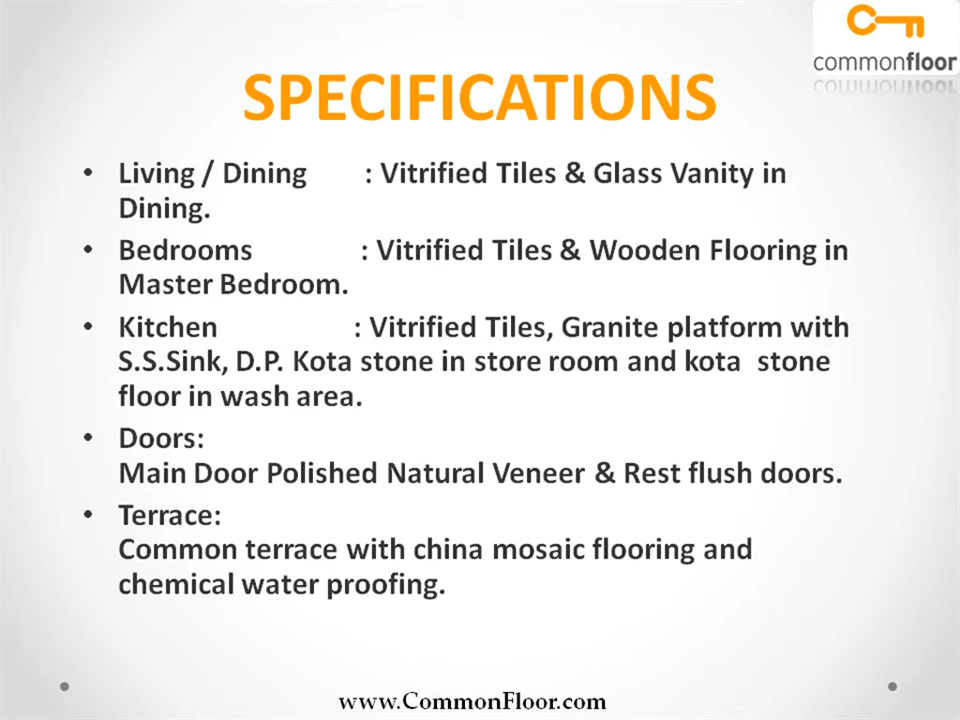 commonfloor
SPECIFICATIONS
• Living / Dining : Vitrified Tiles & Glass Vanity in
Dining.
• Bedrooms : Vitrified Tiles & Wooden Flooring in
Master Bedroom.
• Kitchen : Vitrified Tiles, Granite platform with
S.S.Sink, D.P. Kota stone in store room and kota stone
floor in wash area.
• Doors:
Main Door Polished Natural Veneer & Rest flush doors.
• Terrace:
Common terrace with china mosaic flooring and
chemical water proofing.
www.CommonFloor.com